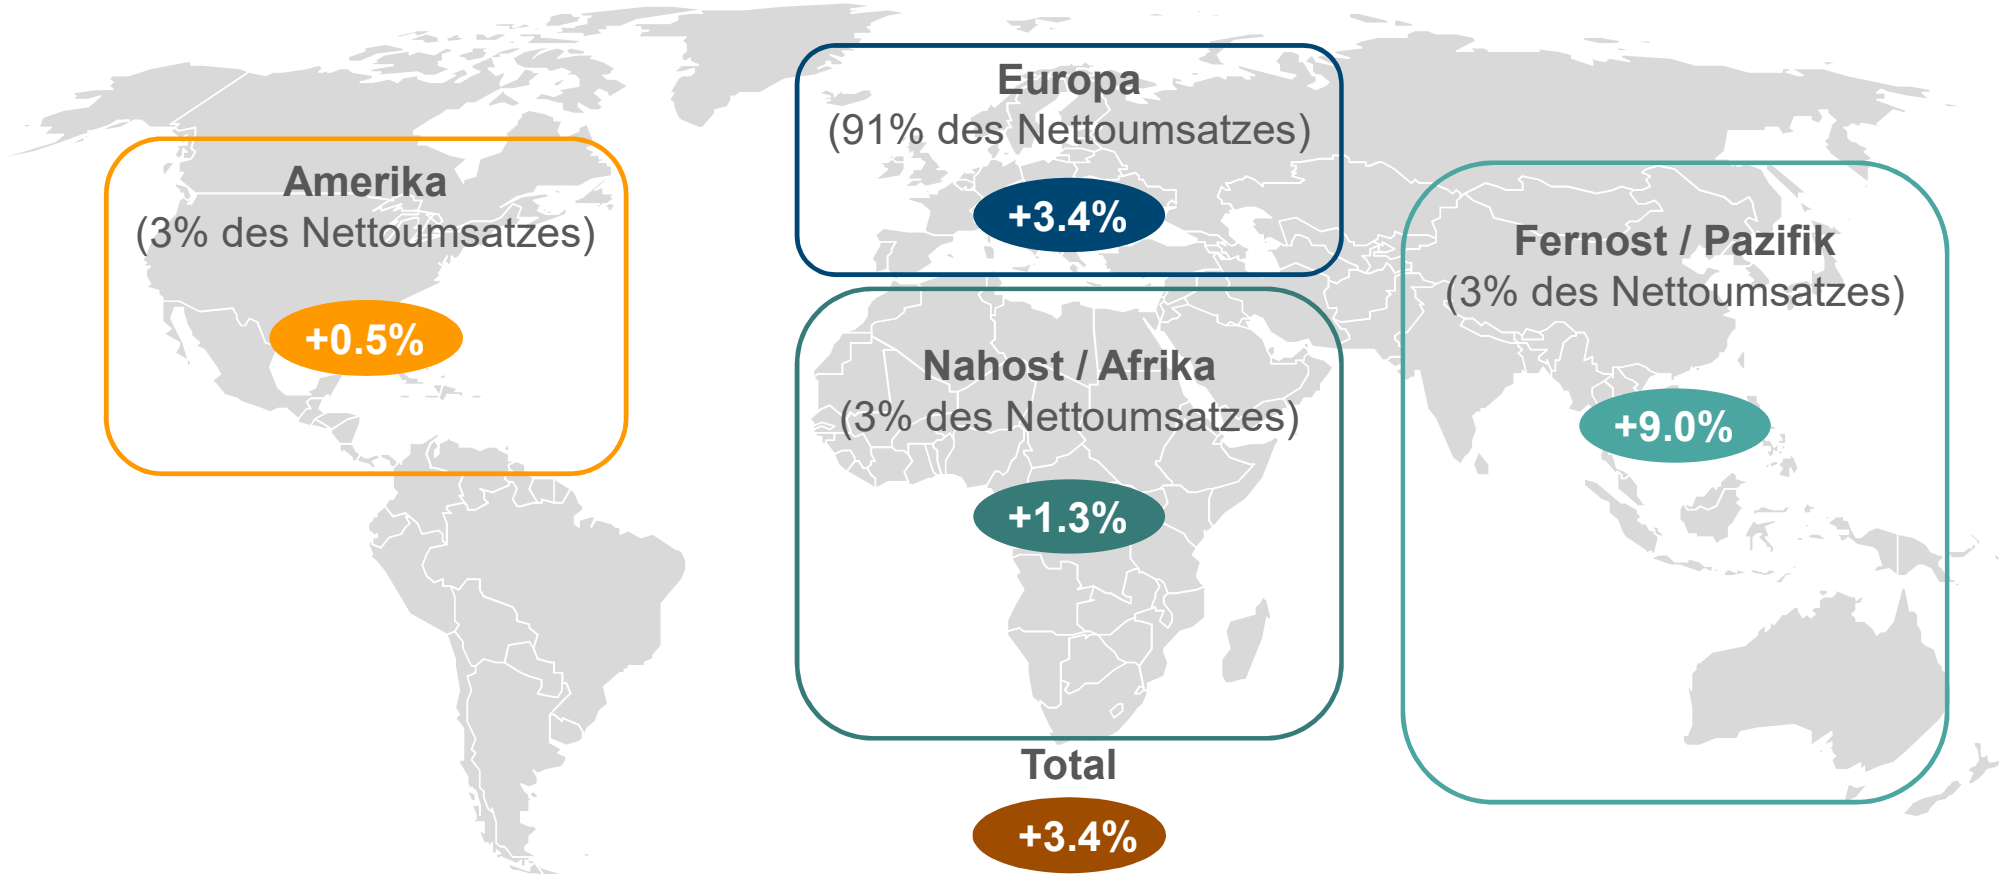 Europa
(91% des Nettoumsatzes)
+3.4%
Amerika
(3% des Nettoumsatzes)
+0.5%
Fernost / Pazifik
(3% des Nettoumsatzes)
+9.0%
Nahost / Afrika
(3% des Nettoumsatzes)
+1.3%
Total
+3.4%